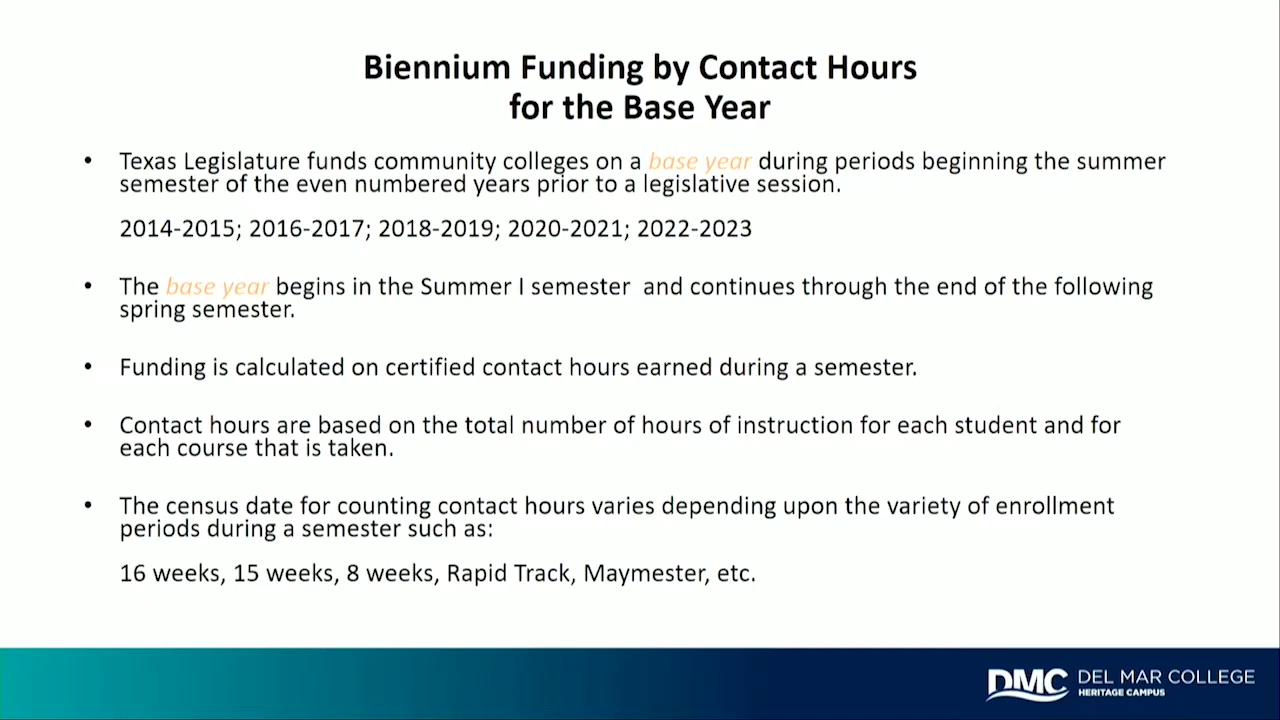 Biennium Funding by Contact Hours
for the Base Year
• Texas Legislature funds community colleges on a base year during periods beginning the summer
semester of the even numbered years prior to a legislative session.
2014-2015; 2016-2017; 2018-2019; 2020-2021; 2022-2023
• The base year begins in the Summer I semester and continues through the end of the following
spring semester.
• Funding is calculated on certified contact hours earned during a semester.
• Contact hours are based on the total number of hours of instruction for each student and for
each course that is taken.
• The census date for counting contact hours varies depending upon the variety of enrollment
periods during a semester such as:
16 weeks, 15 weeks, 8 weeks, Rapid Track, Maymester, etc.
DMC DEL MAR COLLEGE
HERITAGE CAMPUS